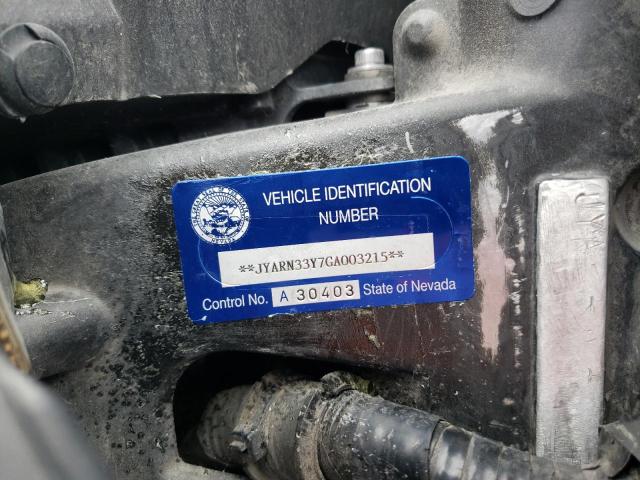 VEHICLE IDENTIFICATION
NUMBER
**JYARN33Y7GA003215**
Control No. A 30403 State of Nevada